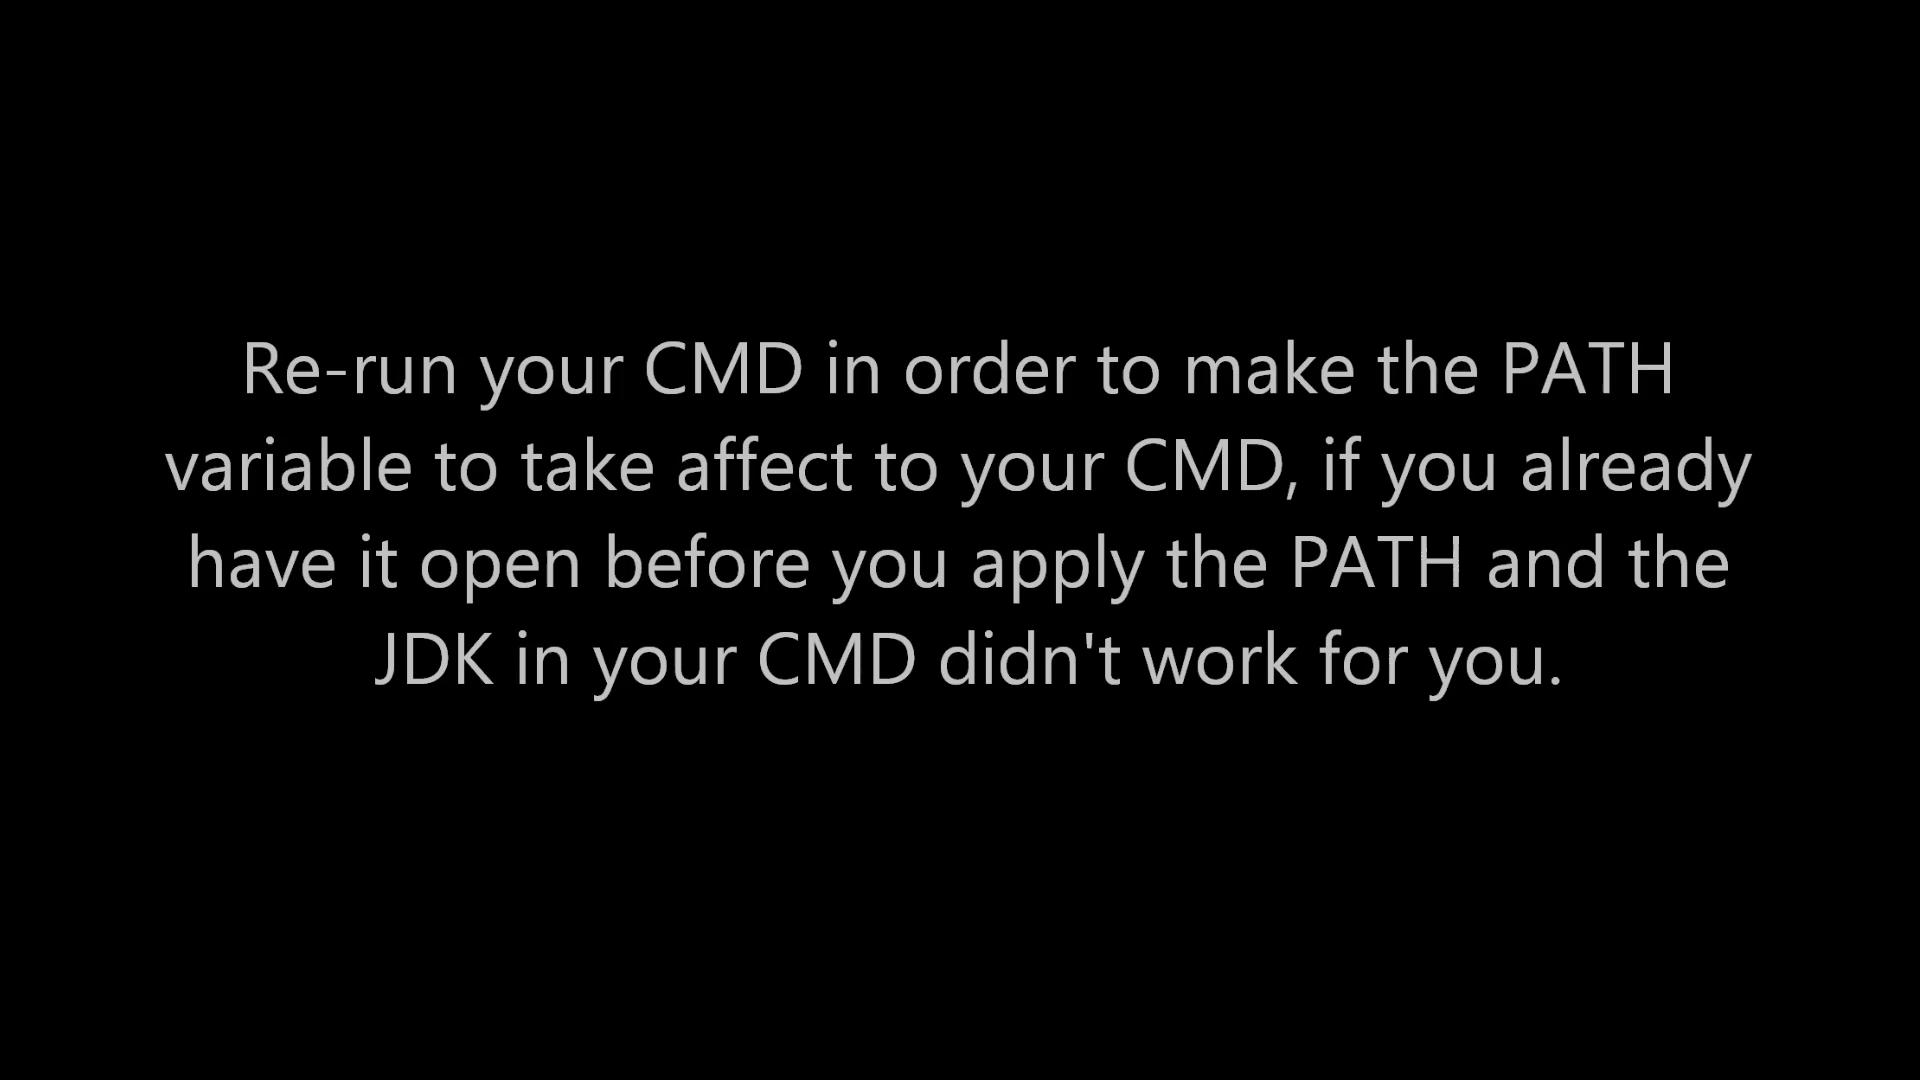 Re-run your CMD in order to make the PATH
variable to take affect to your CMD, if you already
have it open before you apply the PATH and the
JDK in your CMD didn't work for you.